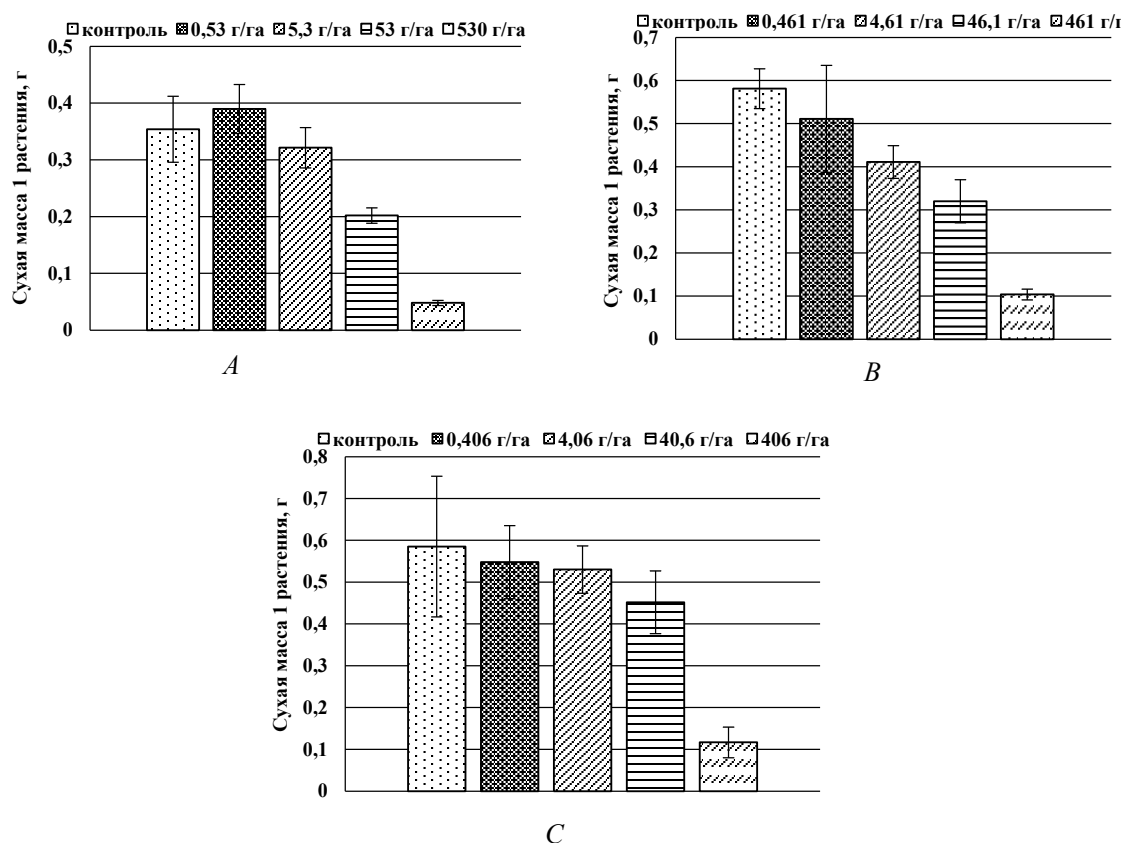 контроль 0,53 г/га 5,3 г/га 53 г/га 530 г/га
Сухая масса 1 растения, г
0,5
0,4
0,3
0,2
0,1
0
A
контроль 0,461 г/га 4,61 г/га 46,1 г/га 461 г/г
Сухая масса 1 растения, г
0,7
0,6
0,5
0,4
0,3
0,2
0,1
0
B
контроль 0,406 г/га 4,06 г/га 40,6 г/га 406 г/га
Сухая масса 1 растения, г
0,8
0,7
0,6
0,5
0,4
0,3
0,2
0,1
0
C